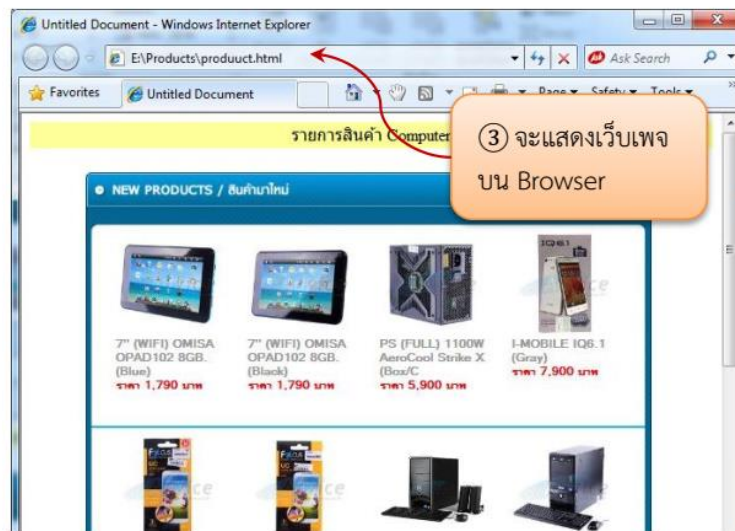 Untitled Document - Windows Internet Explorer
E:\Products\produuct.html
Ask Search
Favorites
Untitled Document
Page
Safety
Tools
รายการสินค้า Computer
③ จะแสดงเว็บเพจ
บน Browser
NEW PRODUCTS / สินค้ามาใหม่
7" (WIFI) OMISA
OPAD102 8GB.
(Blue)
ราคา 1,790 บาท
7" (WIFI) OMISA
OPAD102 8GB.
(Black)
ราคา 1,790 บาท
PS (FULL) 1100W
AeroCool Strike X
(Box/C
ราคา 5,900 บาท
I-MOBILE IQ6.1
(Gray)
ราคา 7,900 บาท